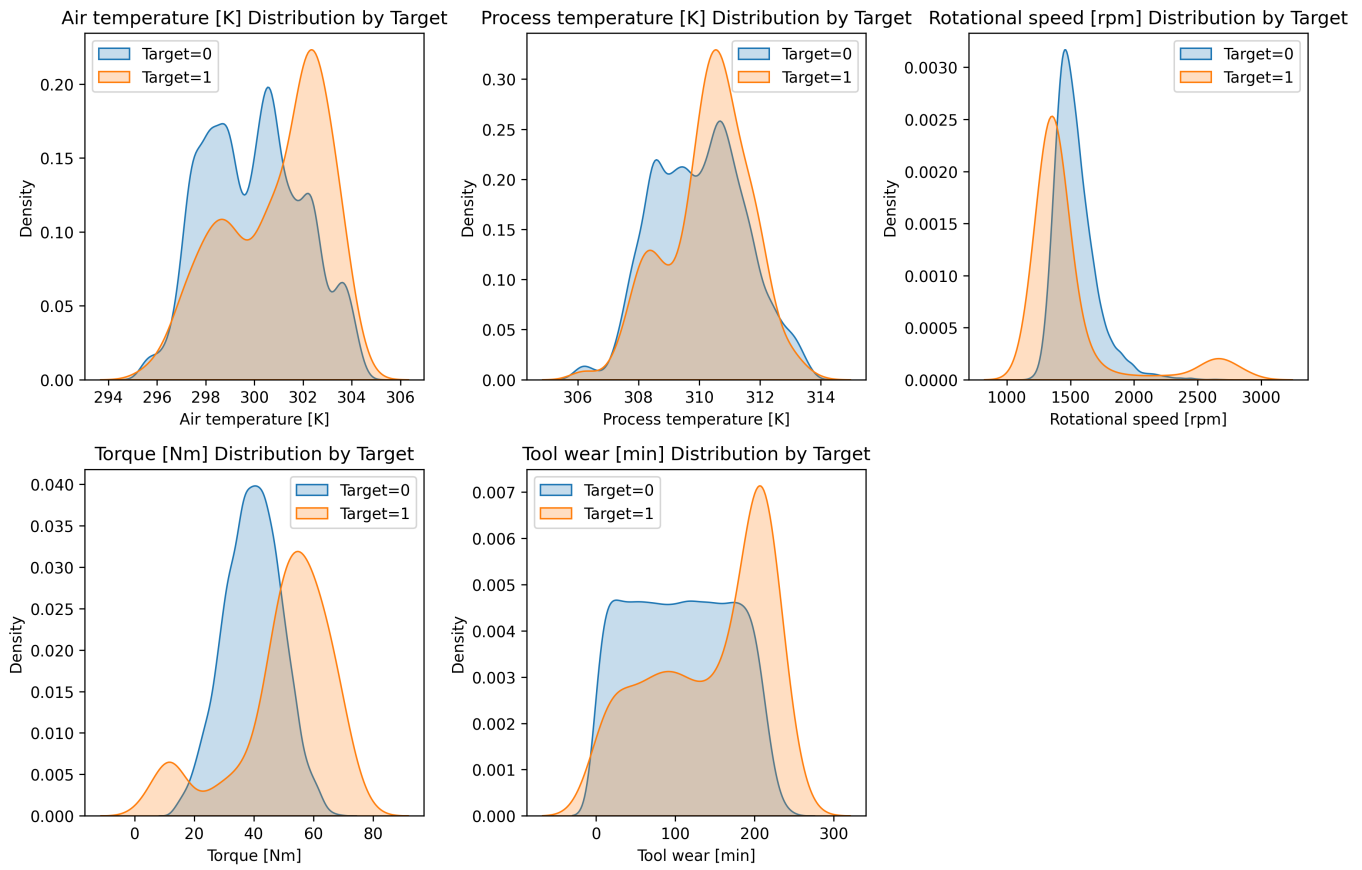 Air temperature [K] Distribution by Target
Target=0
Target=1
0.20
0.15
0.10
0.05
0.00
Density
294 296 298 300 302 304 306
Air temperature [K]
Process temperature [K] Distribution by Target
Target=0
Target=1
0.30
0.25
0.20
0.15
0.10
0.05
0.00
Density
306 308 310 312 314
Process temperature [K]
Rotational speed [rpm] Distribution by Target
Target=0
Target=1
0.0030
0.0025
0.0020
0.0015
0.0010
0.0005
0.0000
Density
1000 1500 2000 2500 3000
Rotational speed [rpm]
Torque [Nm] Distribution by Target
Target=0
Target=1
0.040
0.035
0.030
0.025
0.020
0.015
0.010
0.005
0.000
Density
0 20 40 60 80
Torque [Nm]
Tool wear [min] Distribution by Target
Target=0
Target=1
0.007
0.006
0.005
0.004
0.003
0.002
0.001
0.000
Density
0 100 200 300
Tool wear [min]